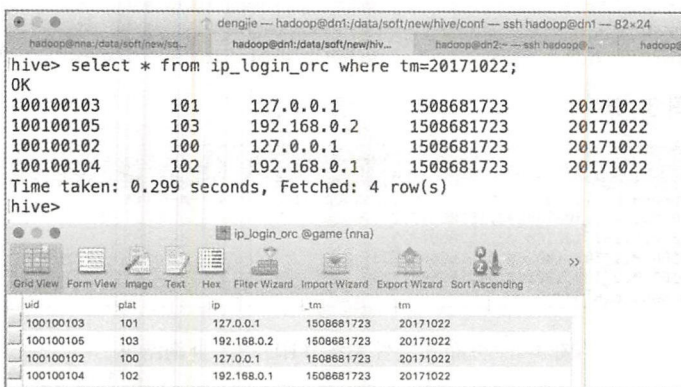 dengjie — hadoop@dn1:/data/soft/new/hive/conf — ssh hadoop@dn1 — 82×24
hadoop@nna:/data/soft/new/sq... hadoop@dn1:/data/soft/new/hiv... hadoop@dn2:~ — ssh hadoop@... hadoop@
hive> select * from ip_login_orc where tm=20171022;
OK
100100103 101 127.0.0.1 1508681723 20171022
100100105 103 192.168.0.2 1508681723 20171022
100100102 100 127.0.0.1 1508681723 20171022
100100104 102 192.168.0.1 1508681723 20171022
Time taken: 0.299 seconds, Fetched: 4 row(s)
hive>
ip_login_orc @game (nna)
Grid View Form View Image Text Hex Filter Wizard Import Wizard Export Wizard Sort Ascending >>
uid plat ip _tm tm
100100103 101 127.0.0.1 1508681723 20171022
100100105 103 192.168.0.2 1508681723 20171022
100100102 100 127.0.0.1 1508681723 20171022
100100104 102 192.168.0.1 1508681723 20171022